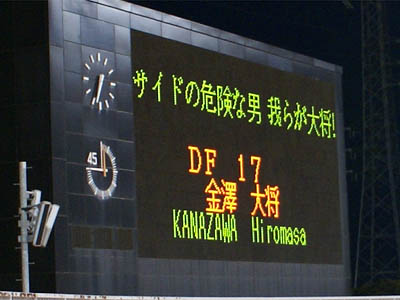 サイドの危険な男 我らが大将!
DF 17
金澤 大将
KANAZAWA Hiromasa
45